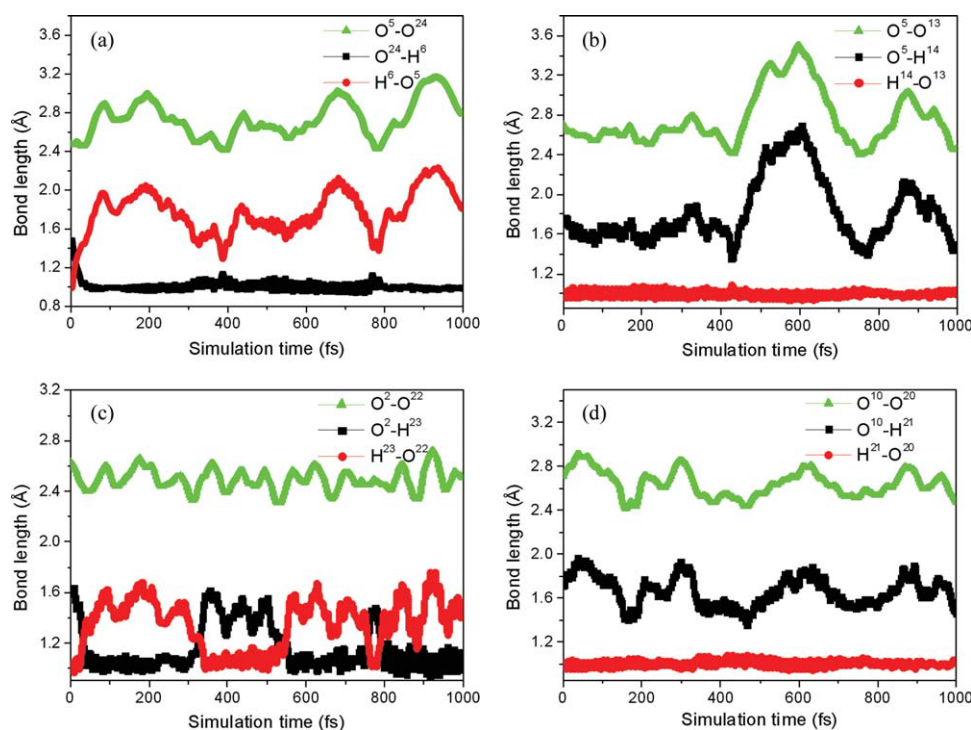 (a)
O⁵-O²⁴
O²⁴-H⁶
H⁶-O⁵
3.6
3.2
2.8
2.4
2.0
1.6
1.2
0.8
Bond length (Å)
0 200 400 600 800 1000
Simulation time (fs)
(b)
O⁵-O¹³
O⁵-H¹⁴
H¹⁴-O¹³
3.6
3.2
2.8
2.4
2.0
1.6
1.2
Bond length (Å)
0 200 400 600 800 1000
Simulation time (fs)
(c)
O²-O²²
O²-H²³
H²³-O²²
3.2
2.8
2.4
2.0
1.6
1.2
Bond length (Å)
0 200 400 600 800 1000
Simulation time (fs)
(d)
O¹⁰-O²⁰
O¹⁰-H²¹
H²¹-O²⁰
3.2
2.8
2.4
2.0
1.6
1.2
Bond length (Å)
0 200 400 600 800 1000
Simulation time (fs)